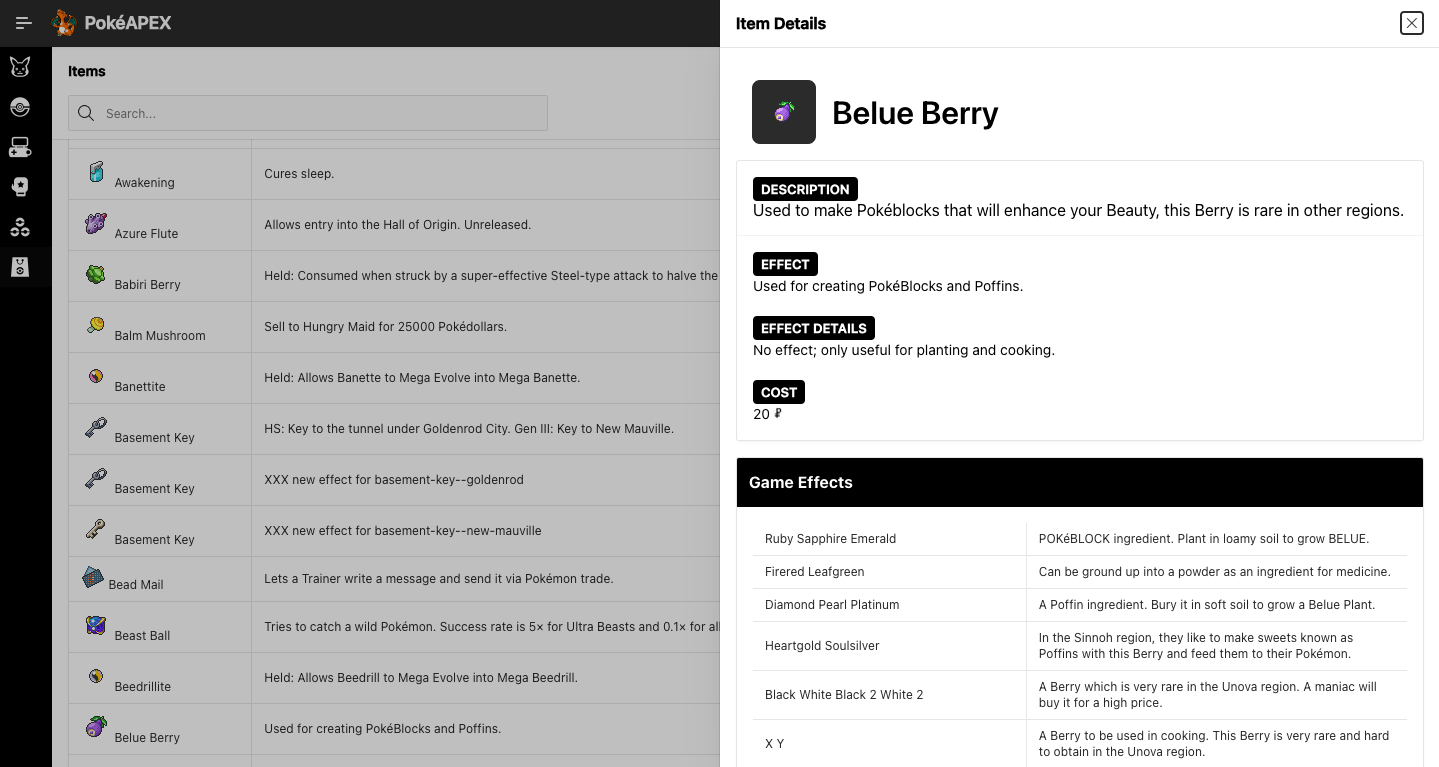 PokéAPEX
Items
Search...
Awakening
Cures sleep.
Azure Flute
Allows entry into the Hall of Origin. Unreleased.
Babiri Berry
Held: Consumed when struck by a super-effective Steel-type attack to halve the
Balm Mushroom
Sell to Hungry Maid for 25000 Pokédollars.
Banettite
Held: Allows Banette to Mega Evolve into Mega Banette.
Basement Key
HS: Key to the tunnel under Goldenrod City. Gen III: Key to New Mauville.
Basement Key
XXX new effect for basement-key--goldenrod
Basement Key
XXX new effect for basement-key--new-mauville
Bead Mail
Lets a Trainer write a message and send it via Pokémon trade.
Beast Ball
Tries to catch a wild Pokémon. Success rate is 5× for Ultra Beasts and 0.1× for all
Beedrillite
Held: Allows Beedrill to Mega Evolve into Mega Beedrill.
Belue Berry
Used for creating PokéBlocks and Poffins.
Item Details
Belue Berry
DESCRIPTION
Used to make Pokéblocks that will enhance your Beauty, this Berry is rare in other regions.
EFFECT
Used for creating PokéBlocks and Poffins.
EFFECT DETAILS
No effect; only useful for planting and cooking.
COST
20 ₽
Game Effects
Ruby Sapphire Emerald
POKéBLOCK ingredient. Plant in loamy soil to grow BELUE.
Firered Leafgreen
Can be ground up into a powder as an ingredient for medicine.
Diamond Pearl Platinum
A Poffin ingredient. Bury it in soft soil to grow a Belue Plant.
Heartgold Soulsilver
In the Sinnoh region, they like to make sweets known as
Poffins with this Berry and feed them to their Pokémon.
Black White Black 2 White 2
A Berry which is very rare in the Unova region. A maniac will
buy it for a high price.
X Y
A Berry to be used in cooking. This Berry is very rare and hard
to obtain in the Unova region.